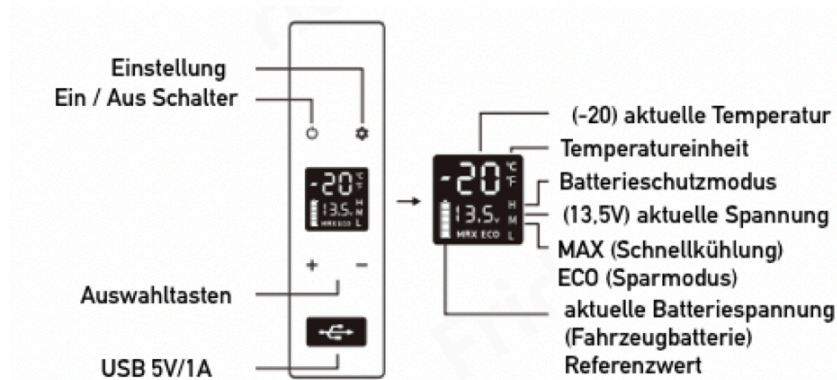 Einstellung
Ein / Aus Schalter
-20 °C °F
13.5v H M L
MAX ECO
+ −
Auswahltasten
USB 5V/1A
-20 °C °F
13.5v H M L
MAX ECO
(-20) aktuelle Temperatur
Temperatureinheit
Batterieschutzmodus
(13,5V) aktuelle Spannung
MAX (Schnellkühlung)
ECO (Sparmodus)
aktuelle Batteriespannung
(Fahrzeugbatterie)
Referenzwert